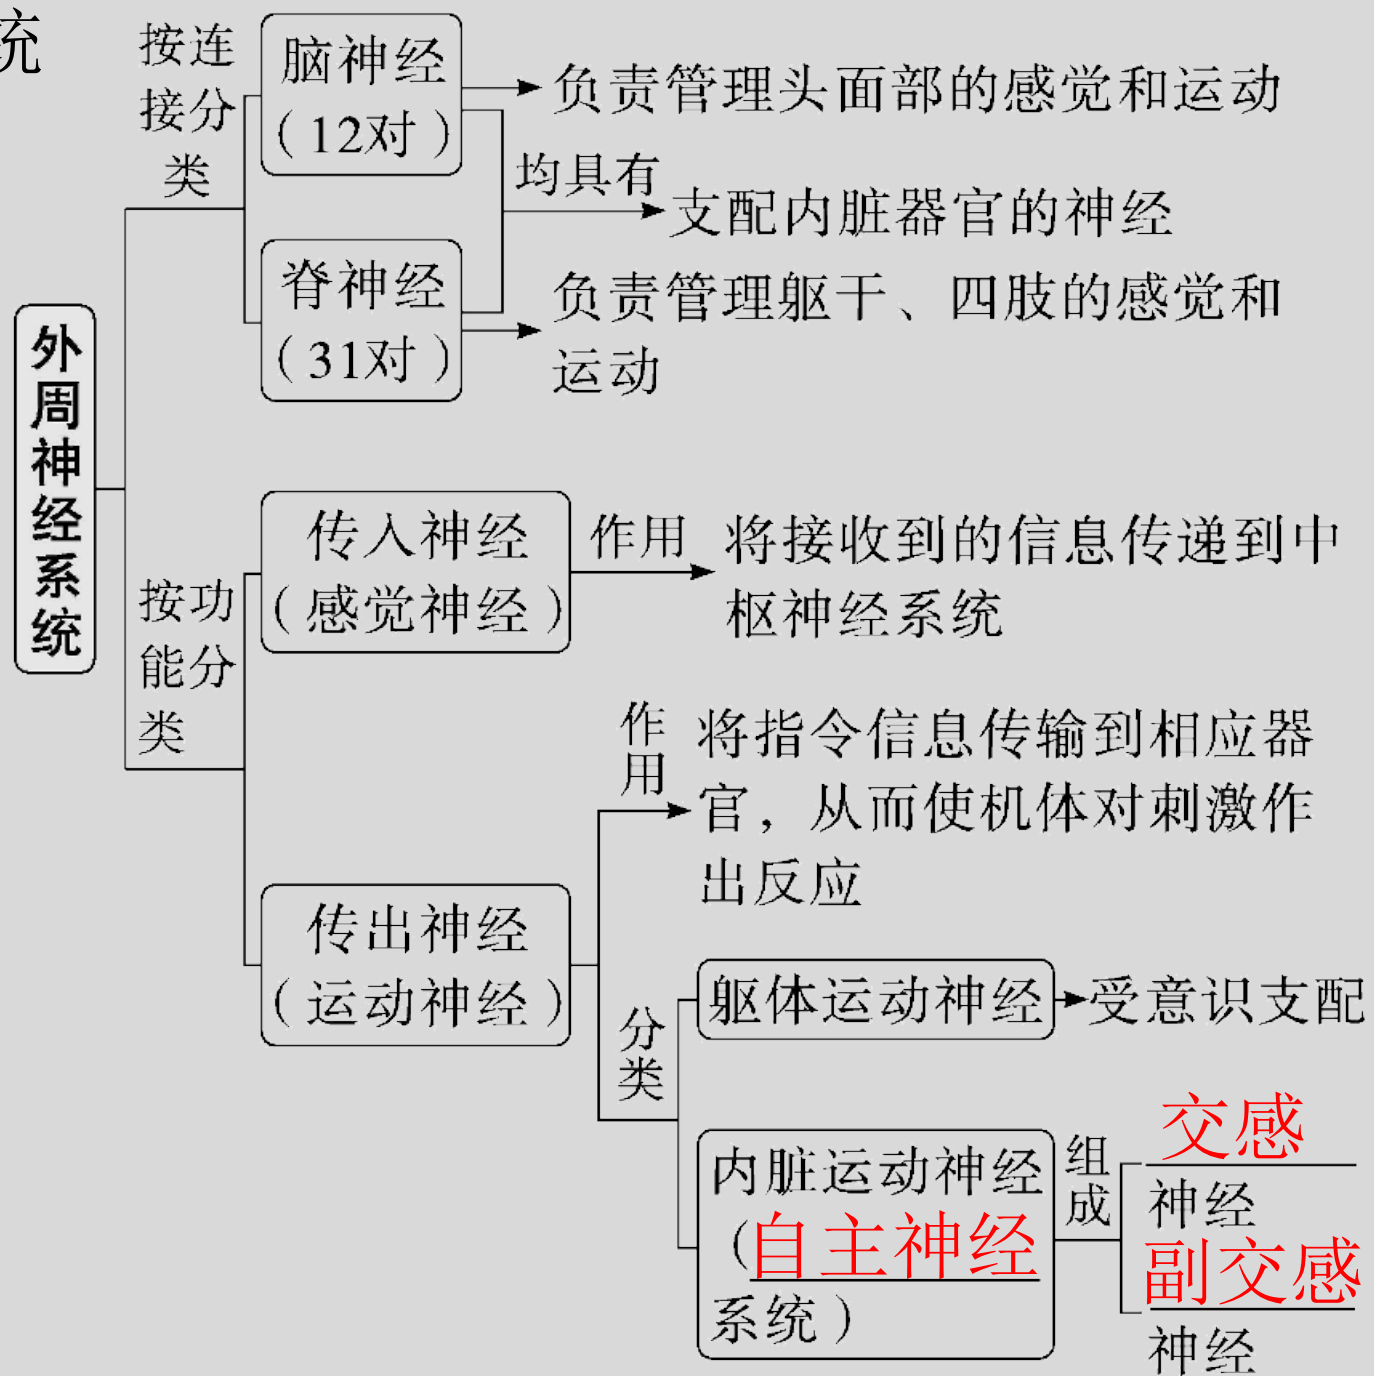 统
按连
接分
类
脑神经
（12对）
负责管理头面部的感觉和运动
均具有
支配内脏器官的神经
脊神经
（31对）
负责管理躯干、四肢的感觉和
运动
外周神经系统
按功
能分
类
传入神经
（感觉神经）
作用
将接收到的信息传递到中
枢神经系统
传出神经
（运动神经）
作
用
将指令信息传输到相应器
官，从而使机体对刺激作
出反应
分
类
躯体运动神经
受意识支配
内脏运动神经
（自主神经
系统）
组
成
交感
神经
副交感
神经